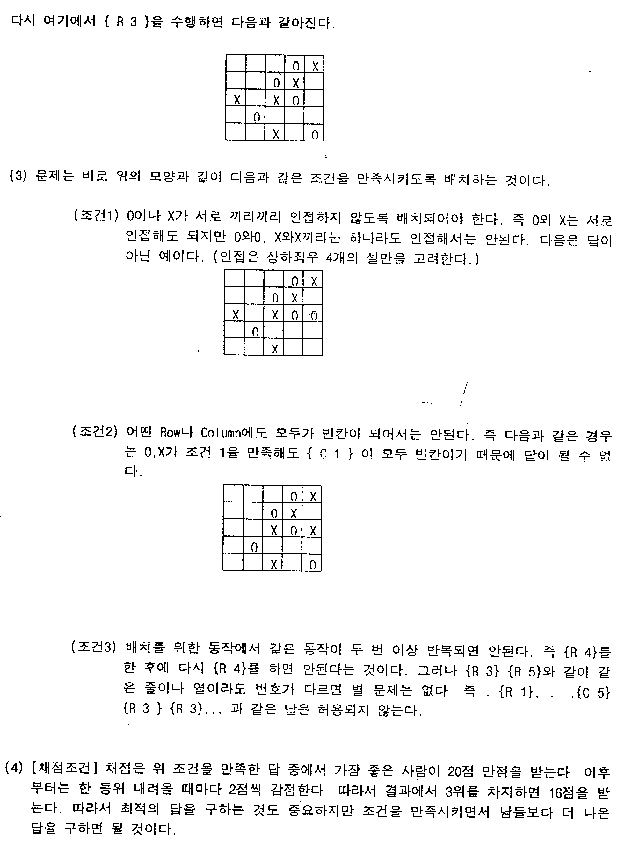 다시 여기에서 { R 3 }을 수행하면 다음과 같아진다.
O X
O X
X X O
O
X O
(3) 문제는 바로 위의 모양과 같이 다음과 같은 조건을 만족시키도록 배치하는 것이다.
(조건1) O이나 X가 서로 끼리끼리 인접하지 않도록 배치되어야 한다. 즉 O와 X는 서로
인접해도 되지만 O와O, X와X끼리는 하나라도 인접해서는 안된다. 다음은 답이
아닌 예이다. (인접은 상하좌우 4개의 셀만을 고려한다.)
O X
O X
X X O O
O
X
(조건2) 어떤 Row나 Column에도 모두가 빈칸이 되어서는 안된다. 즉 다음과 같은 경우
는 O,X가 조건 1을 만족해도 { C 1 } 이 모두 빈칸이기 때문에 답이 될 수 없
다.
O X
O X
X O X
O
X O
(조건3) 배치를 위한 동작에서 같은 동작이 두 번 이상 반복되면 안된다. 즉 {R 4}를
한 후에 다시 {R 4}를 하면 안된다는 것이다. 그러나 {R 3} {R 5}와 같이 같
은 줄이나 열이라도 번호가 다르면 별 문제는 없다 즉 . {R 1}, . . .{C 5}
{R 3 } {R 3}... 과 같은 답은 허용되지 않는다.
(4) [채점조건] 채점은 위 조건을 만족한 답 중에서 가장 좋은 사람이 20점 만점을 받는다 이후
부터는 한 등위 내려올 때마다 2점씩 감점한다 따라서 결과에서 3위를 차지하면 16점을 받
는다. 따라서 최적의 답을 구하는 것도 중요하지만 조건을 만족시키면서 남들보다 더 나은
답을 구하면 될 것이다.